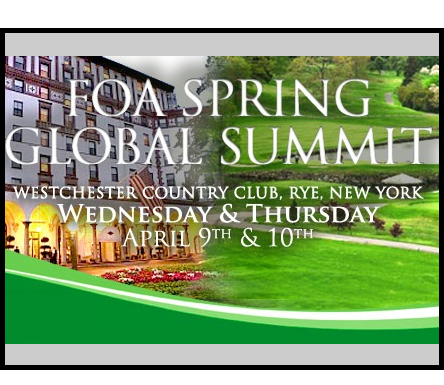 FOA SPRING
GLOBAL SUMMIT
WESTCHESTER COUNTRY CLUB, RYE, NEW YORK
WEDNESDAY & THURSDAY
APRIL 9TH & 10TH